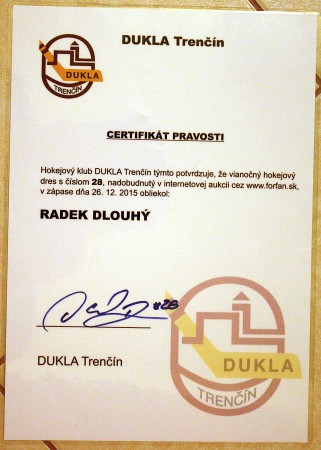 DUKLA
TRENČÍN
DUKLA Trenčín
CERTIFIKÁT PRAVOSTI
Hokejový klub DUKLA Trenčín týmto potvrdzuje, že vianočný hokejový
dres s číslom 28, nadobudnutý v internetovej aukcii cez www.forfan.sk,
v zápase dňa 26. 12. 2015 obliekol:
RADEK DLOUHÝ
#28
DUKLA Trenčín
DUKLA
TRENČÍN